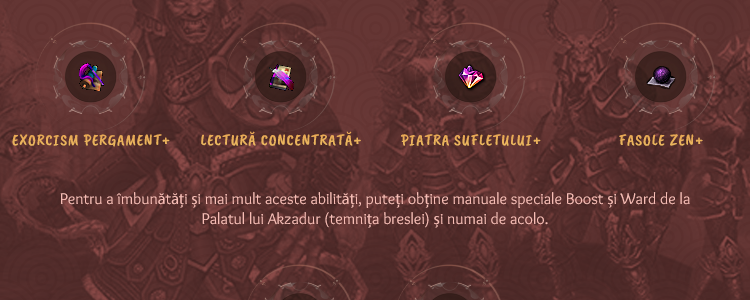 EXORCISM PERGAMENT+ LECTURĂ CONCENTRATĂ+ PIATRA SUFLETULUI+ FASOLE ZEN+
Pentru a îmbunătăți și mai mult aceste abilități, puteți obține manuale speciale Boost și Ward de la
Palatul lui Akzadur (temnița breslei) și numai de acolo.